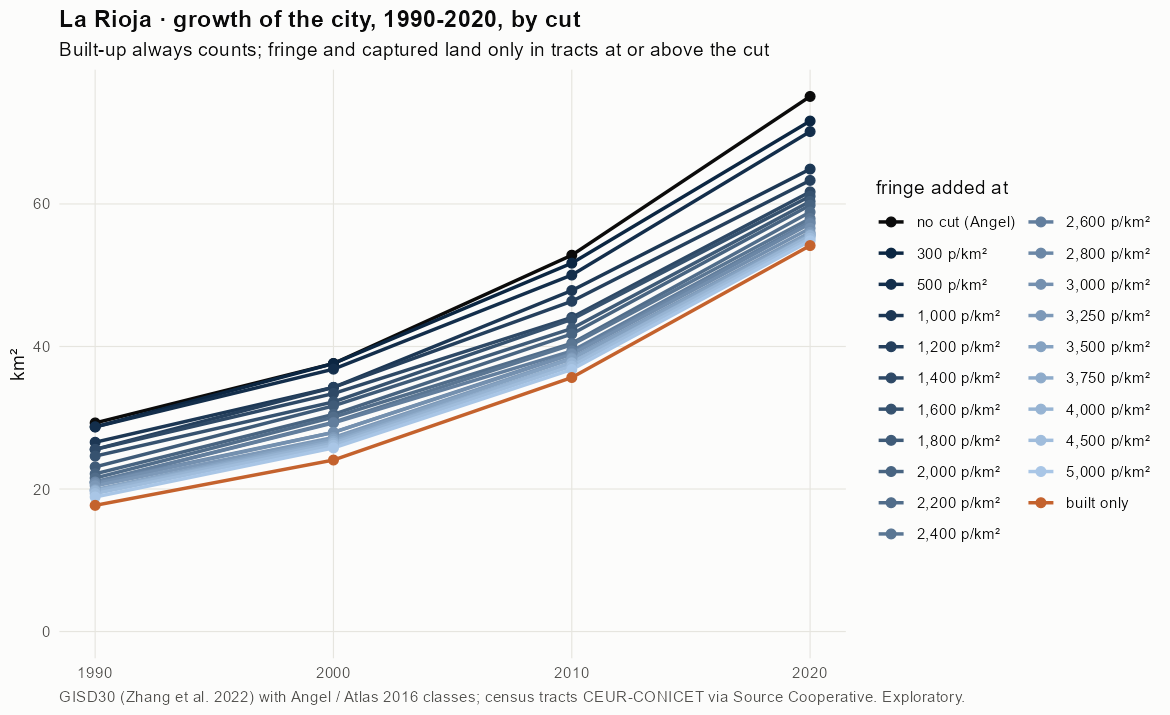 La Rioja · growth of the city, 1990-2020, by cut
Built-up always counts; fringe and captured land only in tracts at or above the cut
km²
60
40
20
0
1990
2000
2010
2020
fringe added at
no cut (Angel)
300 p/km²
500 p/km²
1,000 p/km²
1,200 p/km²
1,400 p/km²
1,600 p/km²
1,800 p/km²
2,000 p/km²
2,200 p/km²
2,400 p/km²
2,600 p/km²
2,800 p/km²
3,000 p/km²
3,250 p/km²
3,500 p/km²
3,750 p/km²
4,000 p/km²
4,500 p/km²
5,000 p/km²
built only
GISD30 (Zhang et al. 2022) with Angel / Atlas 2016 classes; census tracts CEUR-CONICET via Source Cooperative. Exploratory.